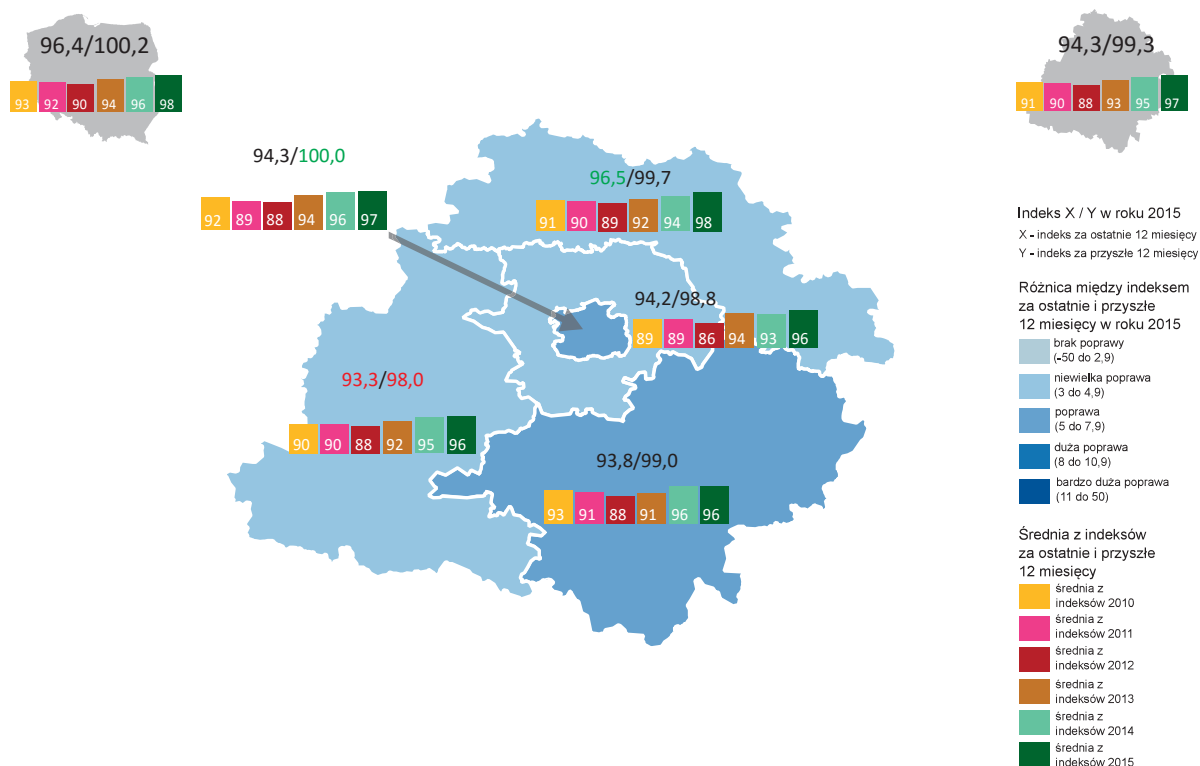 96,4/100,2
93 92 90 94 96 98
94,3/99,3
91 90 88 93 95 97
94,3/100,0
92 89 88 94 96 97
96,5/99,7
91 90 89 92 94 98
94,2/98,8
89 89 86 94 93 96
93,3/98,0
90 90 88 92 95 96
93,8/99,0
93 91 88 91 96 96
Indeks X / Y w roku 2015
X - indeks za ostatnie 12 miesięcy
Y - indeks za przyszłe 12 miesięcy
Różnica między indeksem
za ostatnie i przyszłe
12 miesięcy w roku 2015
brak poprawy
(-50 do 2,9)
niewielka poprawa
(3 do 4,9)
poprawa
(5 do 7,9)
duża poprawa
(8 do 10,9)
bardzo duża poprawa
(11 do 50)
Średnia z indeksów
za ostatnie i przyszłe
12 miesięcy
średnia z
indeksów 2010
średnia z
indeksów 2011
średnia z
indeksów 2012
średnia z
indeksów 2013
średnia z
indeksów 2014
średnia z
indeksów 2015